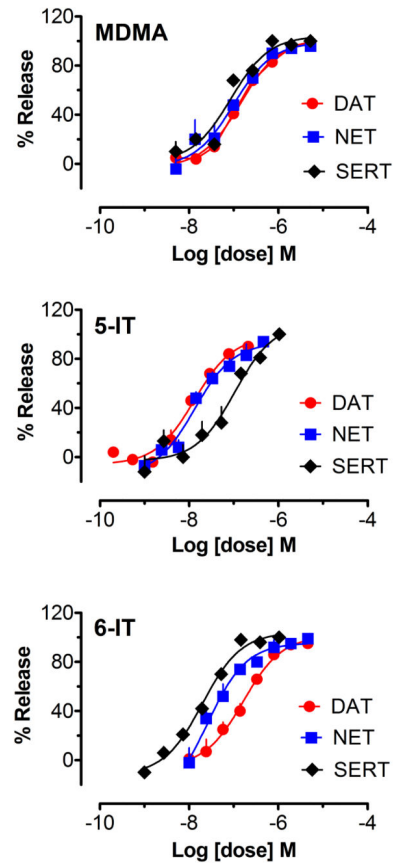 MDMA
120
80
40
0
% Release
DAT
NET
SERT
-10
-8
-6
-4
Log [dose] M
5-IT
120
80
40
0
% Release
DAT
NET
SERT
-10
-8
-6
-4
Log [dose] M
6-IT
120
80
40
0
% Release
DAT
NET
SERT
-10
-8
-6
-4
Log [dose] M